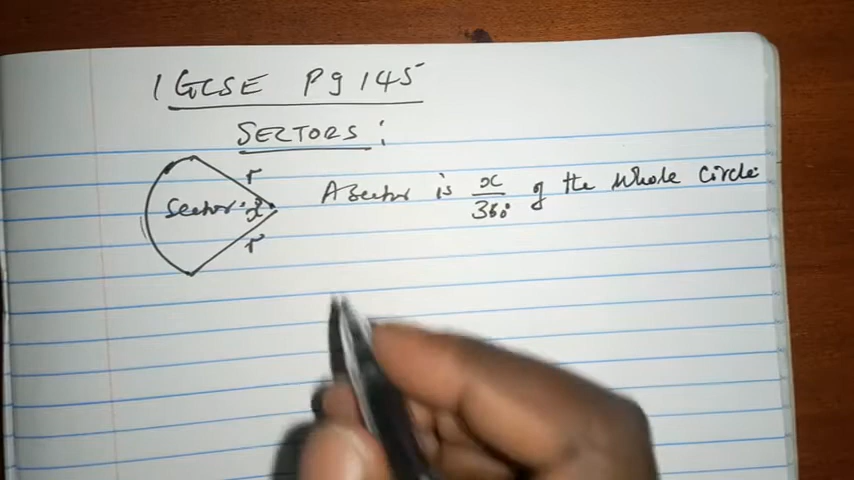 IGCSE Pg 145
SECTORS:
r
Sector x
A Sector is x/360 of the whole Circle
r